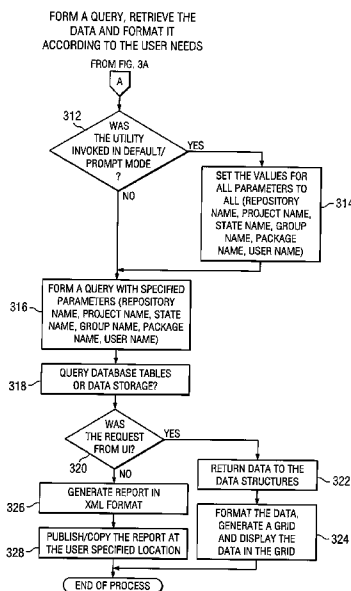 FORM A QUERY, RETRIEVE THE
DATA AND FORMAT IT
ACCORDING TO THE USER NEEDS
FROM FIG. 3A
A
312
WAS
THE UTILITY
INVOKED IN DEFAULT/
PROMPT MODE
?
YES
NO
SET THE VALUES FOR
ALL PARAMETERS TO
ALL (REPOSITORY
NAME, PROJECT NAME,
STATE NAME, GROUP
NAME, PACKAGE
NAME, USER NAME)
314
316
FORM A QUERY WITH SPECIFIED
PARAMETERS (REPOSITORY
NAME, PROJECT NAME, STATE
NAME, GROUP NAME, PACKAGE
NAME, USER NAME)
318
QUERY DATABASE TABLES
OR DATA STORAGE?
WAS
THE REQUEST
FROM UI?
320
YES
NO
RETURN DATA TO THE
DATA STRUCTURES
322
326
GENERATE REPORT IN
XML FORMAT
FORMAT THE DATA,
GENERATE A GRID
AND DISPLAY THE
DATA IN THE GRID
324
328
PUBLISH/COPY THE REPORT AT
THE USER SPECIFIED LOCATION
END OF PROCESS